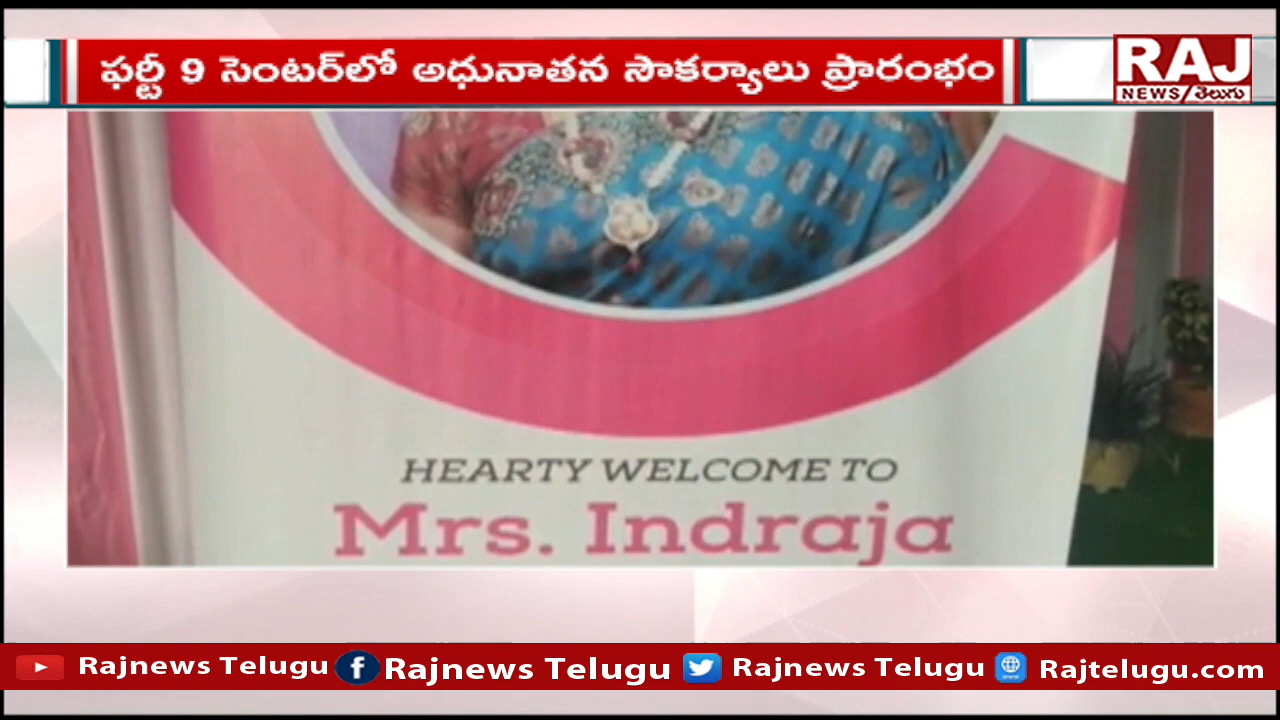 ఫర్టీ 9 సెంటర్‌లో అధునాతన సౌకర్యాలు ప్రారంభం
RAJ
NEWS తెలుగు
HEARTY WELCOME TO
Mrs. Indraja
Rajnews Telugu Rajnews Telugu Rajnews Telugu Rajtelugu.com